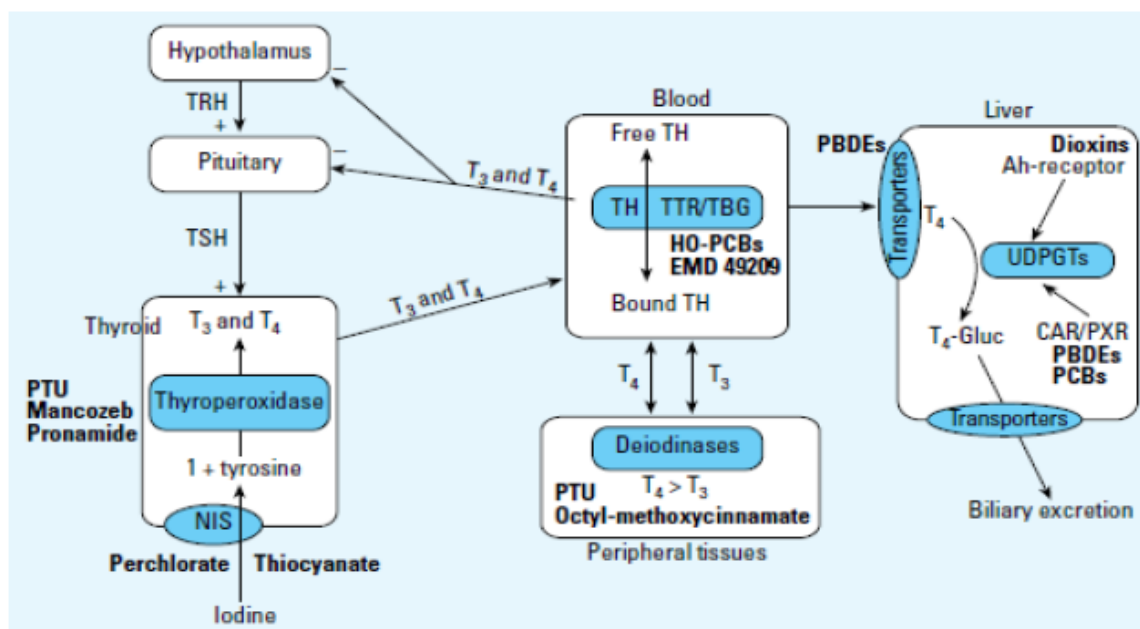 Hypothalamus
–
TRH
+
Pituitary
–
T3 and T4
TSH
+
Thyroid
T3 and T4
PTU
Mancozeb
Pronamide
Thyroperoxidase
1 + tyrosine
NIS
Perchlorate
Thiocyanate
Iodine
T3 and T4
Blood
Free TH
TH
TTR/TBG
HO-PCBs
EMD 49209
Bound TH
T4
T3
Deiodinases
T4 > T3
PTU
Octyl-methoxycinnamate
Peripheral tissues
Liver
PBDEs
Transporters
T4
Dioxins
Ah-receptor
UDPGTs
T4-Gluc
CAR/PXR
PBDEs
PCBs
Transporters
Biliary excretion